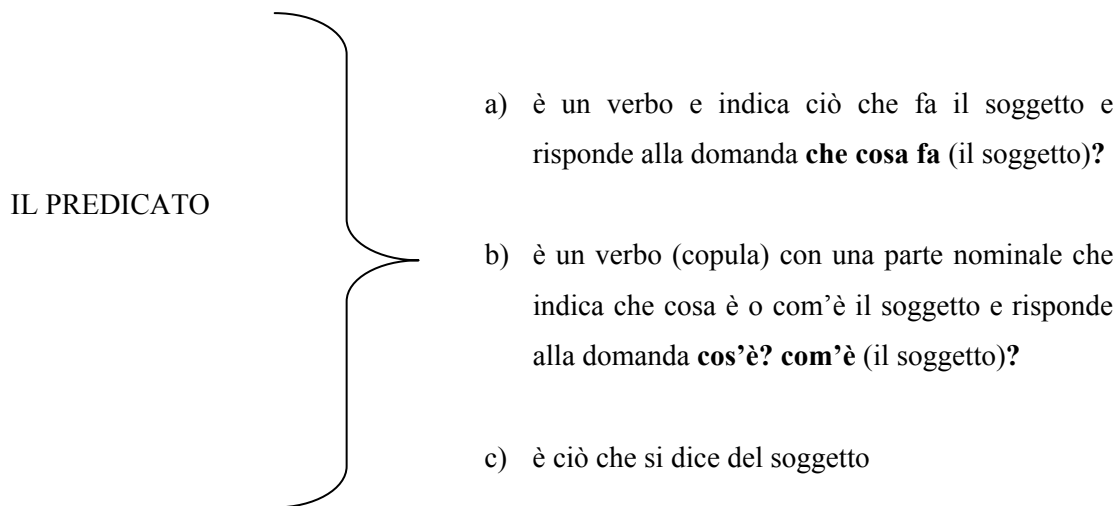 a) è un verbo e indica ciò che fa il soggetto e
risponde alla domanda che cosa fa (il soggetto)?
IL PREDICATO
b) è un verbo (copula) con una parte nominale che
indica che cosa è o com’è il soggetto e risponde
alla domanda cos’è? com’è (il soggetto)?
c) è ciò che si dice del soggetto